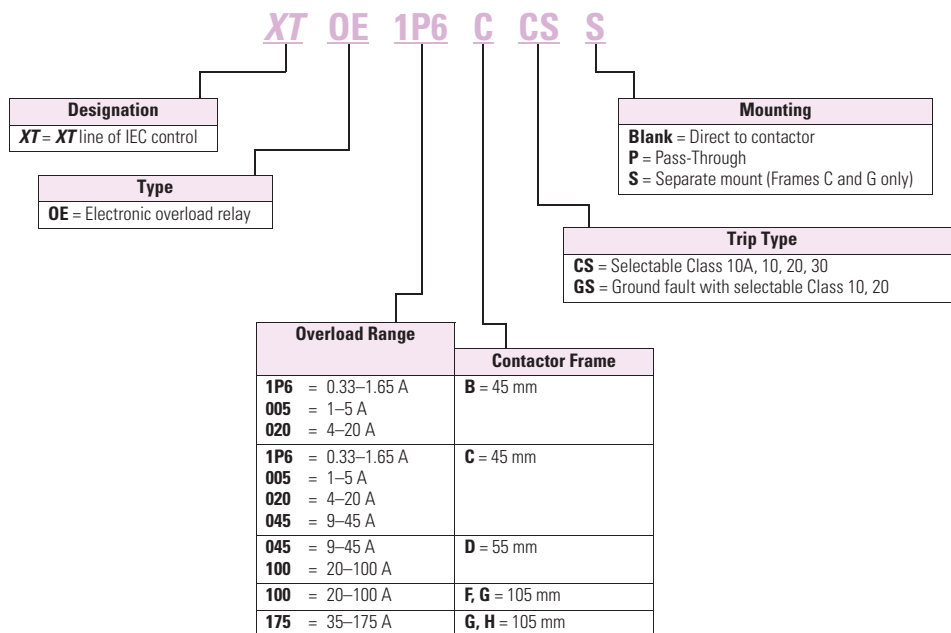 XT OE 1P6 C CS S
Designation
XT = XT line of IEC control
Type
OE = Electronic overload relay
Mounting
Blank = Direct to contactor
P = Pass-Through
S = Separate mount (Frames C and G only)
Trip Type
CS = Selectable Class 10A, 10, 20, 30
GS = Ground fault with selectable Class 10, 20
Overload Range
Contactor Frame
1P6 = 0.33–1.65 A B = 45 mm
005 = 1–5 A
020 = 4–20 A
1P6 = 0.33–1.65 A C = 45 mm
005 = 1–5 A
020 = 4–20 A
045 = 9–45 A
045 = 9–45 A D = 55 mm
100 = 20–100 A
100 = 20–100 A F, G = 105 mm
175 = 35–175 A G, H = 105 mm